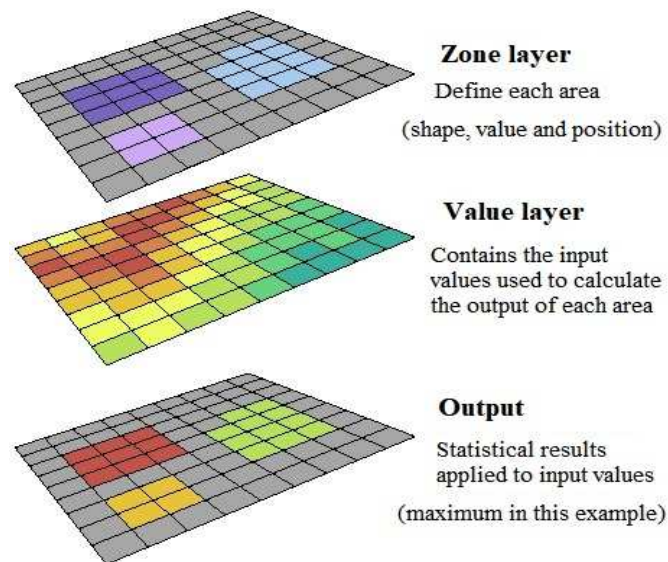 Zone layer
Define each area
(shape, value and position)
Value layer
Contains the input
values used to calculate
the output of each area
Output
Statistical results
applied to input values
(maximum in this example)